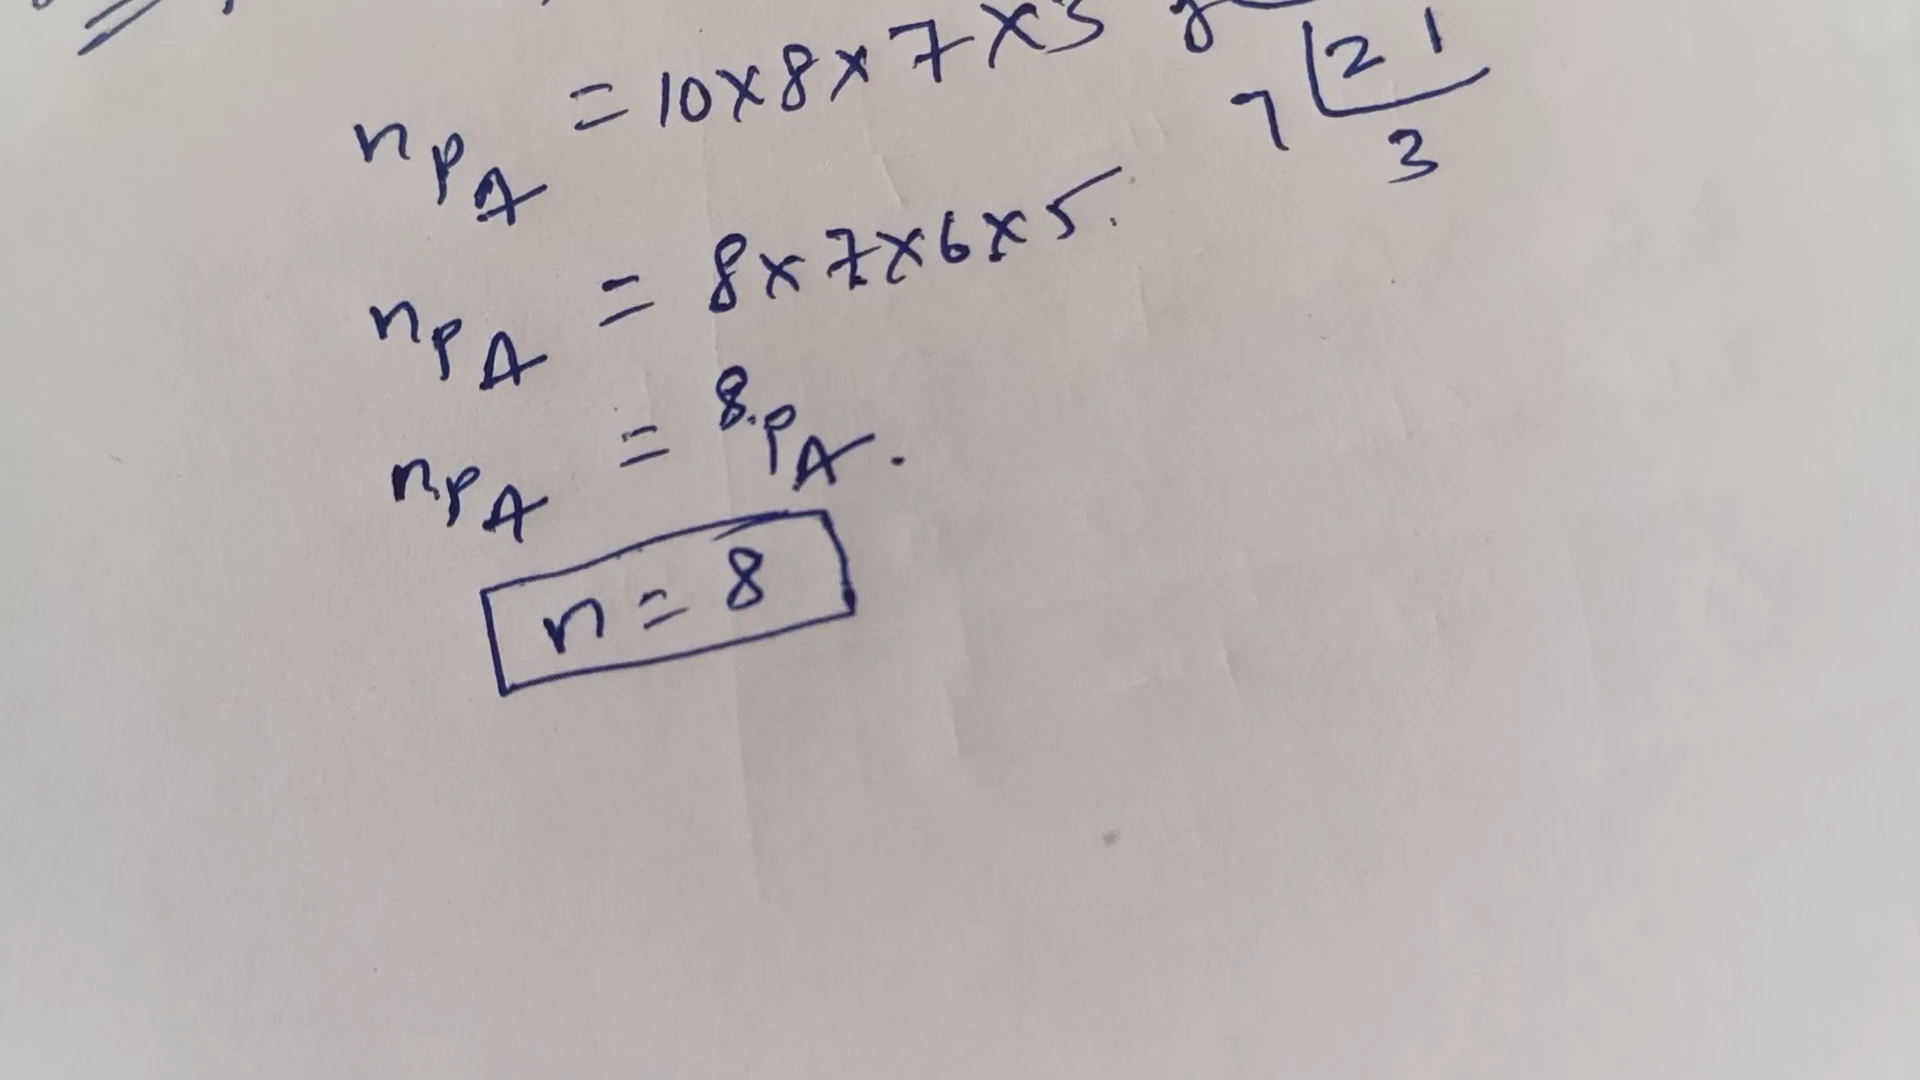 nP4 = 10×8×7×3
7 | 21
3
nP4 = 8×7×6×5.
nP4 = 8P4.
n = 8